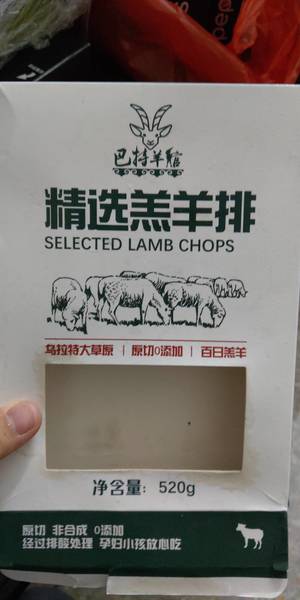 巴特羊倌
精选羔羊排
SELECTED LAMB CHOPS
乌拉特大草原 | 原切0添加 | 百日羔羊
净含量：520g
原切 非合成 0添加
经过排酸处理 孕妇小孩放心吃